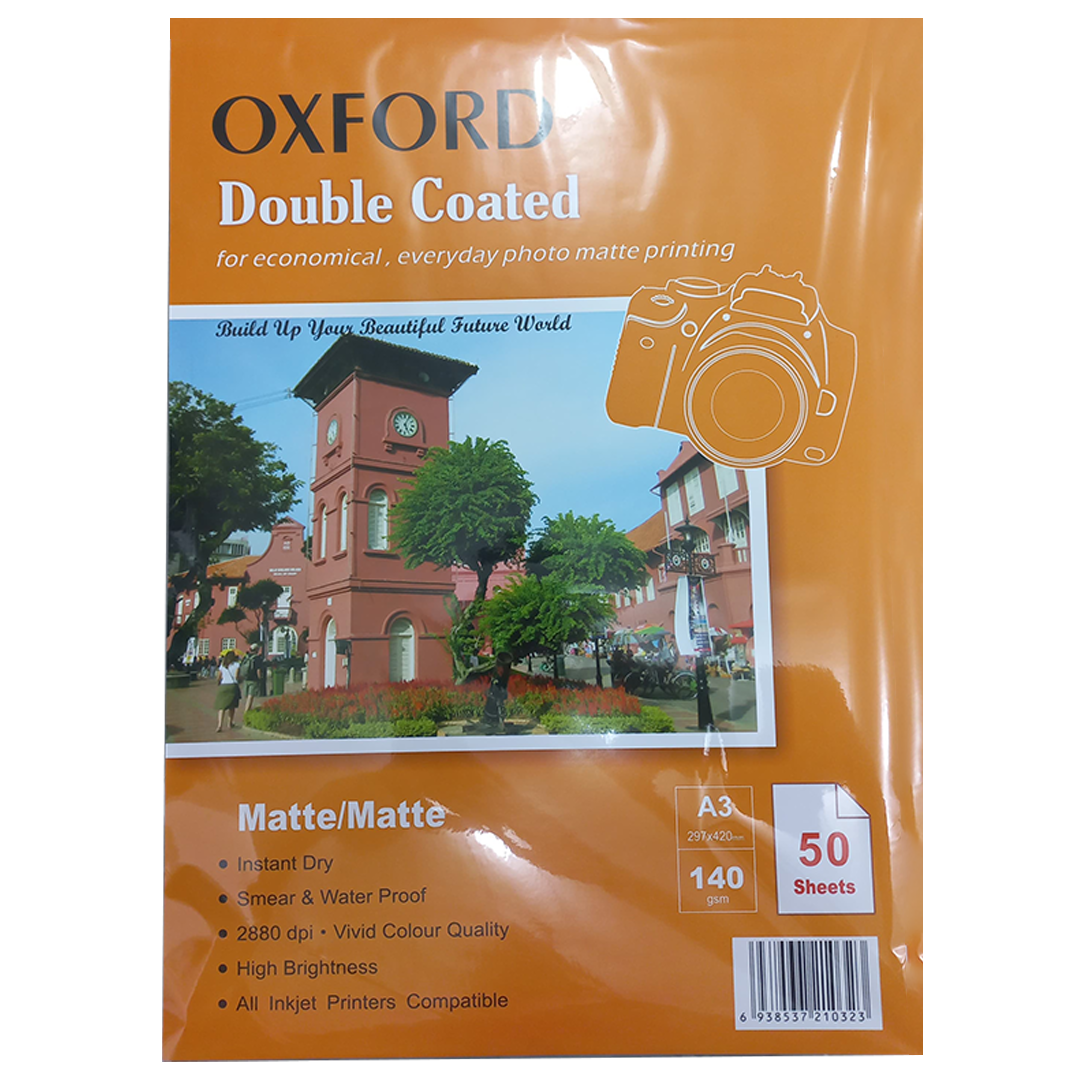 OXFORD
Double Coated
for economical , everyday photo matte printing
Build Up Your Beautiful Future World
Matte/Matte
• Instant Dry
• Smear & Water Proof
• 2880 dpi • Vivid Colour Quality
• High Brightness
• All Inkjet Printers Compatible
A3
297x420mm
140
gsm
50
Sheets
6 938537 210323